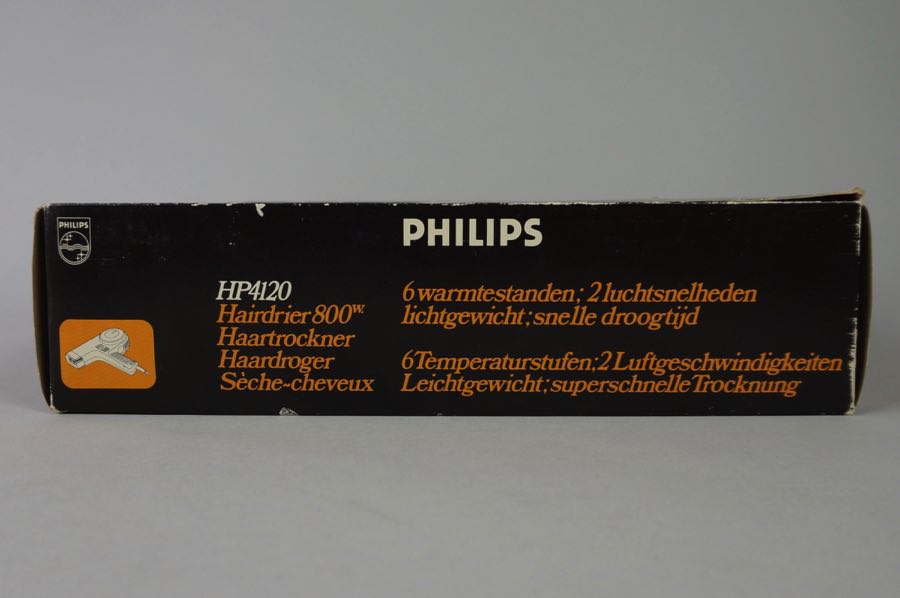 PHILIPS
PHILIPS
HP4120
Hairdrier 800W.
Haartrockner
Haardroger
Sèche-cheveux
6 warmtestanden; 2 luchtsnelheden
lichtgewicht; snelle droogtijd
6 Temperaturstufen; 2 Luftgeschwindigkeiten
Leichtgewicht; superschnelle Trocknung